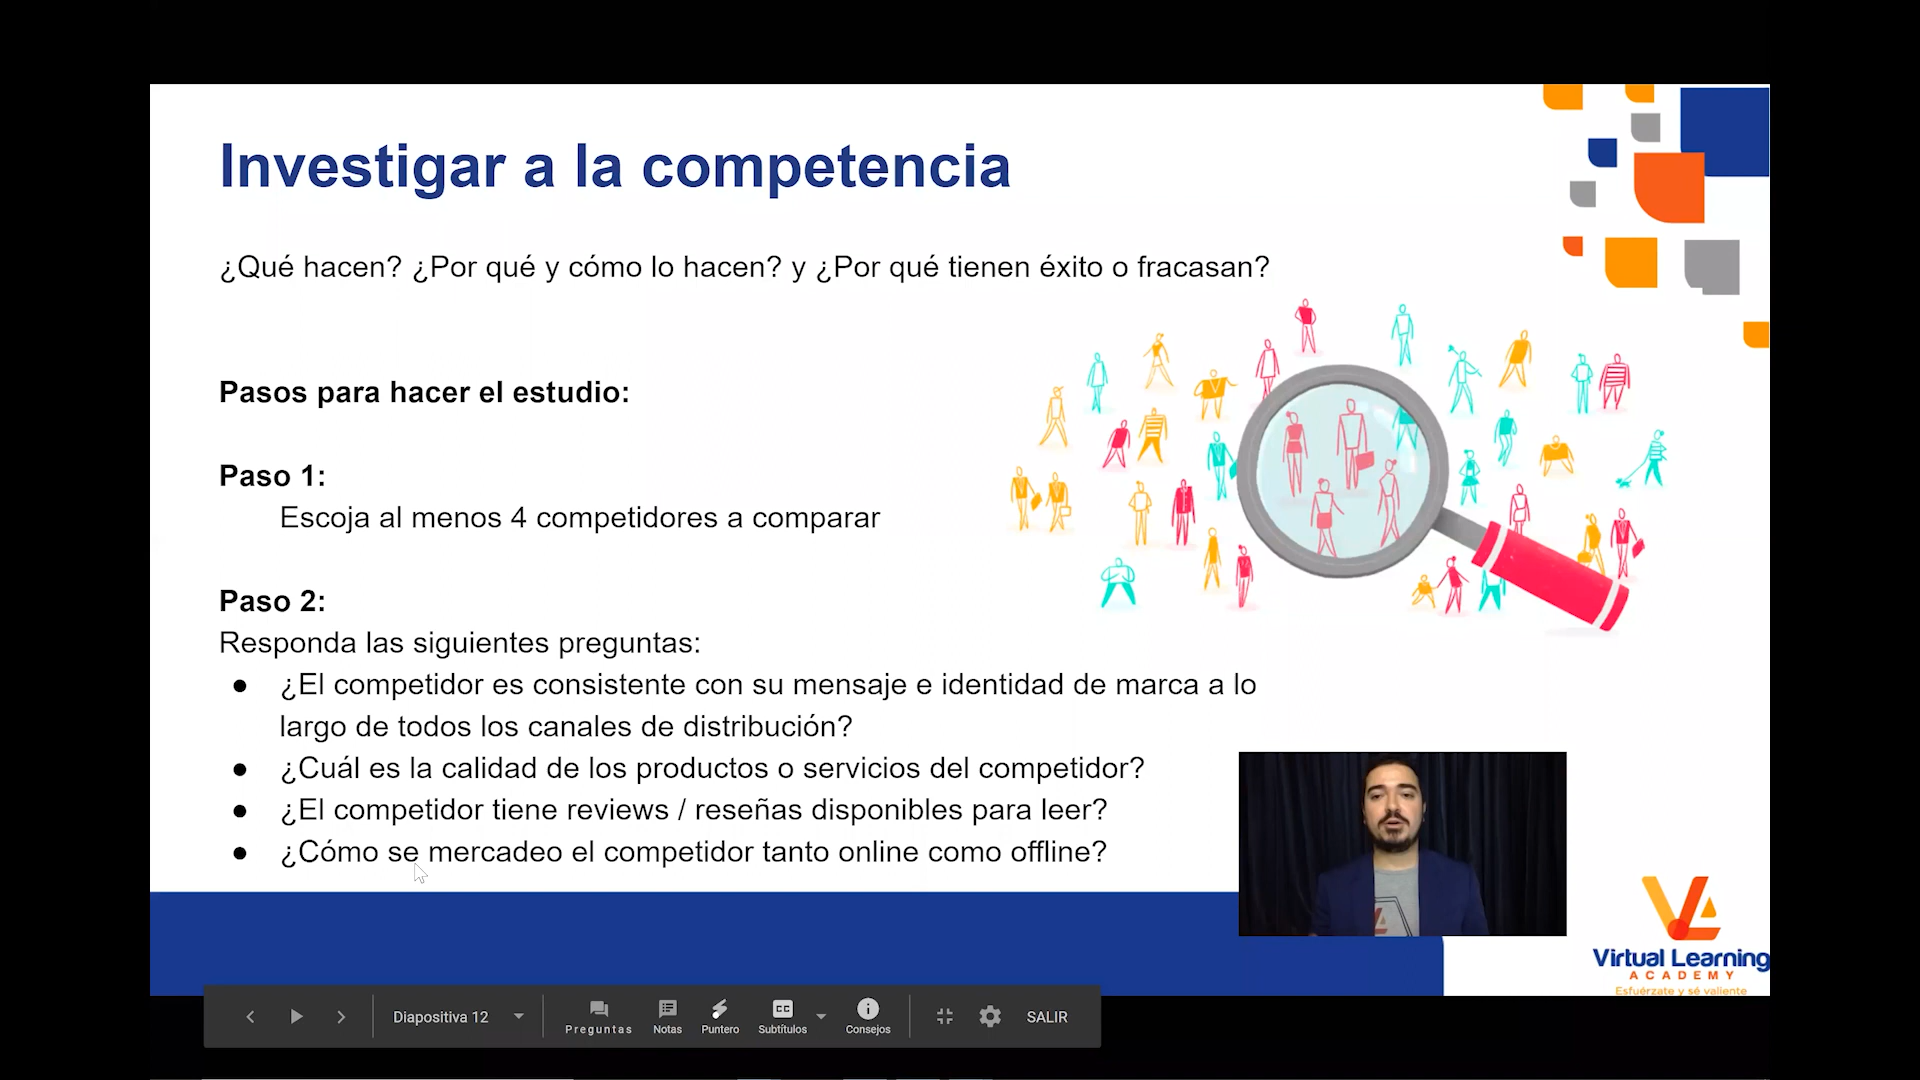 Investigar a la competencia
¿Qué hacen? ¿Por qué y cómo lo hacen? y ¿Por qué tienen éxito o fracasan?
Pasos para hacer el estudio:
Paso 1:
Escoja al menos 4 competidores a comparar
Paso 2:
Responda las siguientes preguntas:
● ¿El competidor es consistente con su mensaje e identidad de marca a lo
largo de todos los canales de distribución?
● ¿Cuál es la calidad de los productos o servicios del competidor?
● ¿El competidor tiene reviews / reseñas disponibles para leer?
● ¿Cómo se mercadeo el competidor tanto online como offline?
Virtual Learning
ACADEMY
Esfuérzate y sé valiente
Diapositiva 12
Preguntas
Notas
Puntero
CC
Subtítulos
Consejos
SALIR